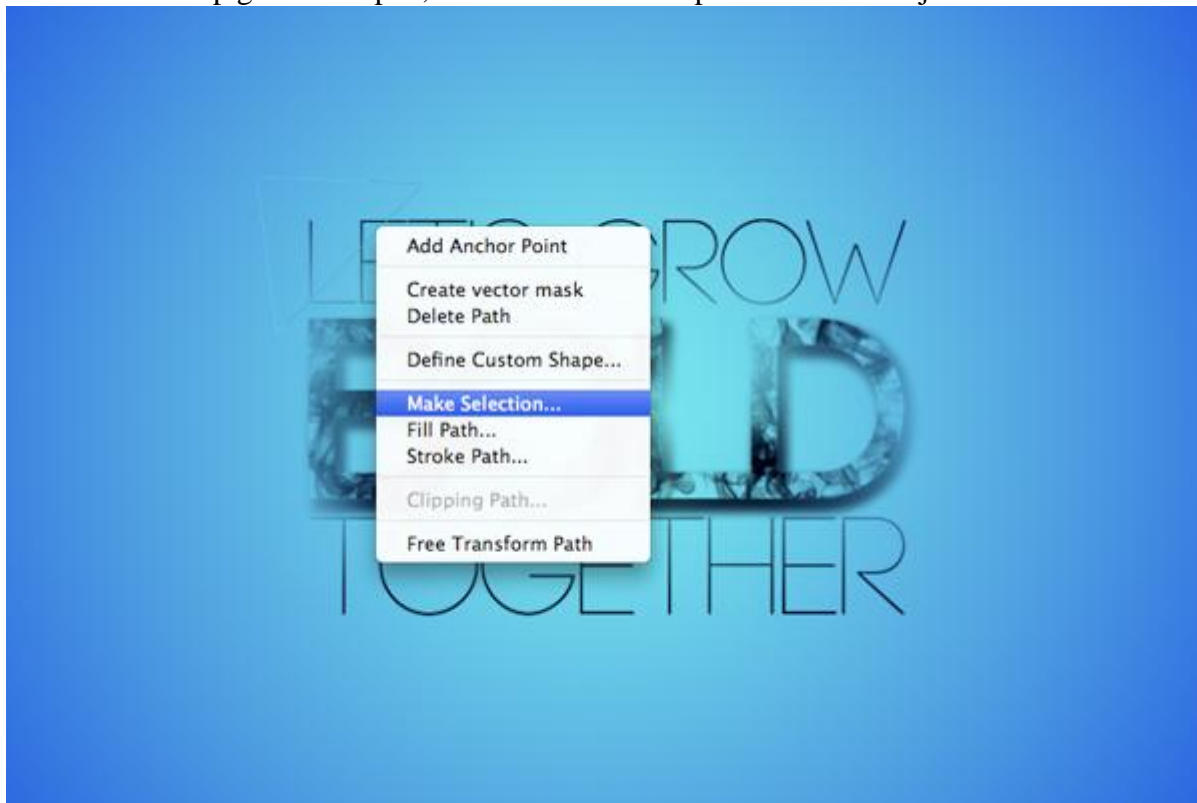 GROW
Add Anchor Point
Create vector mask
Delete Path
Define Custom Shape...
Make Selection...
Fill Path...
Stroke Path...
Clipping Path...
Free Transform Path
TOGETHER